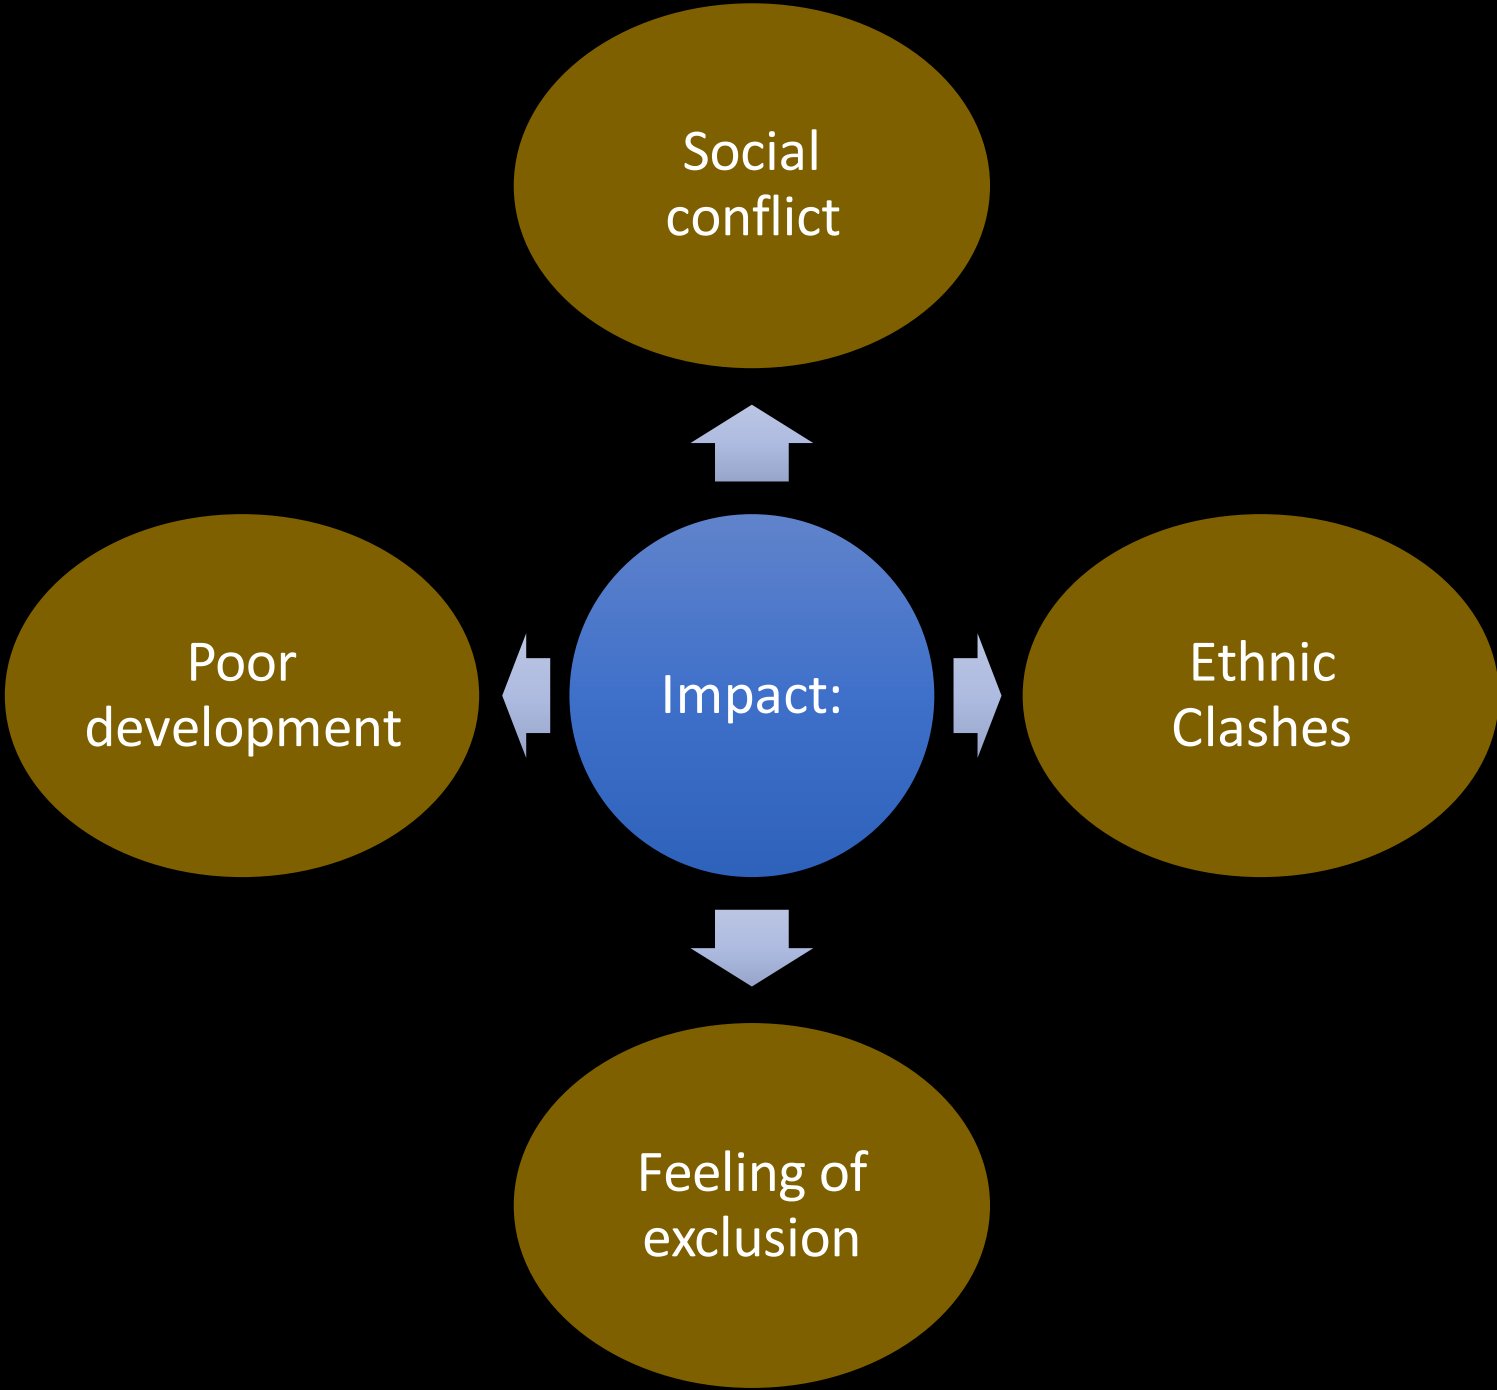 Social
conflict
Poor
development
Impact:
Ethnic
Clashes
Feeling of
exclusion